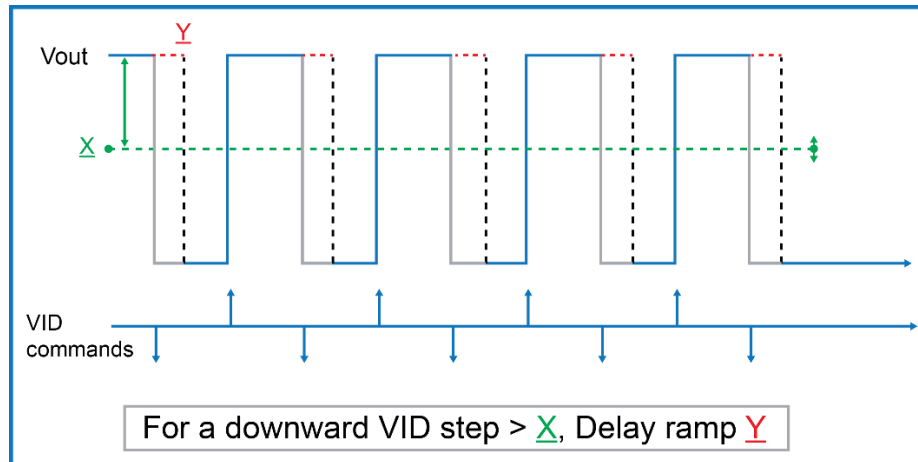 Y
Vout
X
VID
commands
For a downward VID step > X, Delay ramp Y